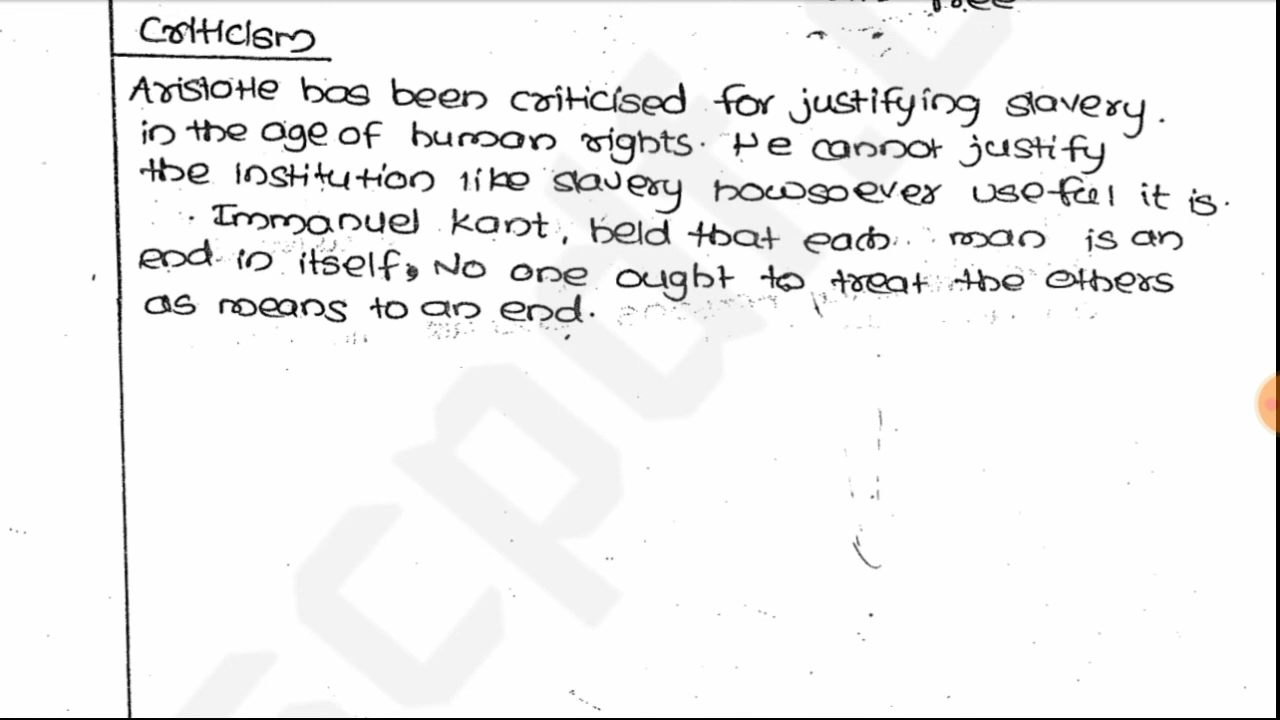 Criticism
Aristotle has been criticised for justifying slavery.
in the age of human rights. He cannot justify
the institution like slavery howsoever useful it is.
Immanuel Kant, held that each man is an
end in itself, No one ought to treat the others
as means to an end.